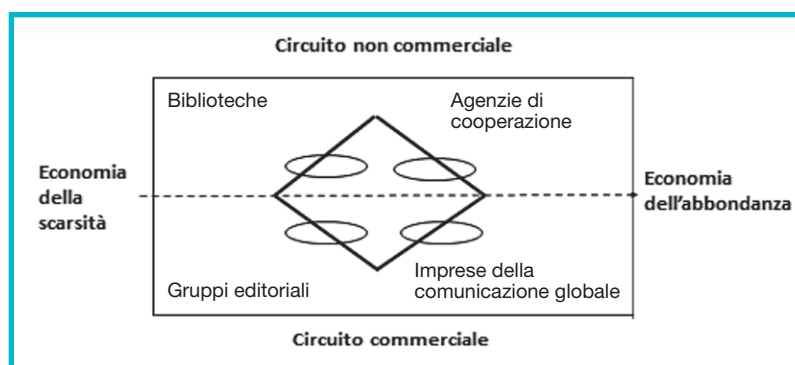 Circuito non commerciale
Biblioteche
Agenzie di
cooperazione
Economia
della
scarsità
Economia
dell'abbondanza
Gruppi editoriali
Imprese della
comunicazione globale
Circuito commerciale